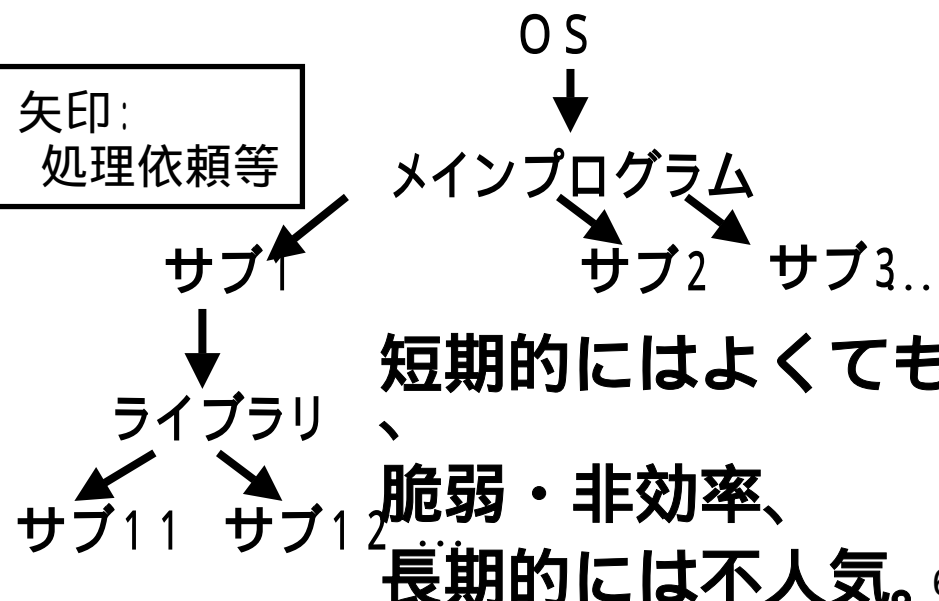 OS
矢印:
処理依頼等
メインプログラム
サブ1
サブ2
サブ3...
短期的にはよくても
、
ライブラリ
脆弱・非効率、
サブ11
サブ12 ...
長期的には不人気。